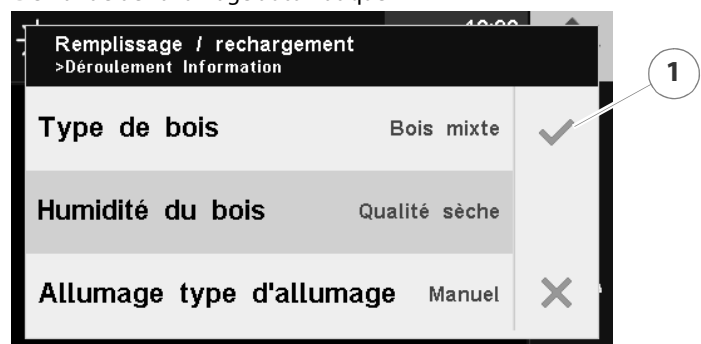 Remplissage / rechargement
>Déroulement Information
1
Type de bois Bois mixte
Humidité du bois Qualité sèche
Allumage type d'allumage Manuel